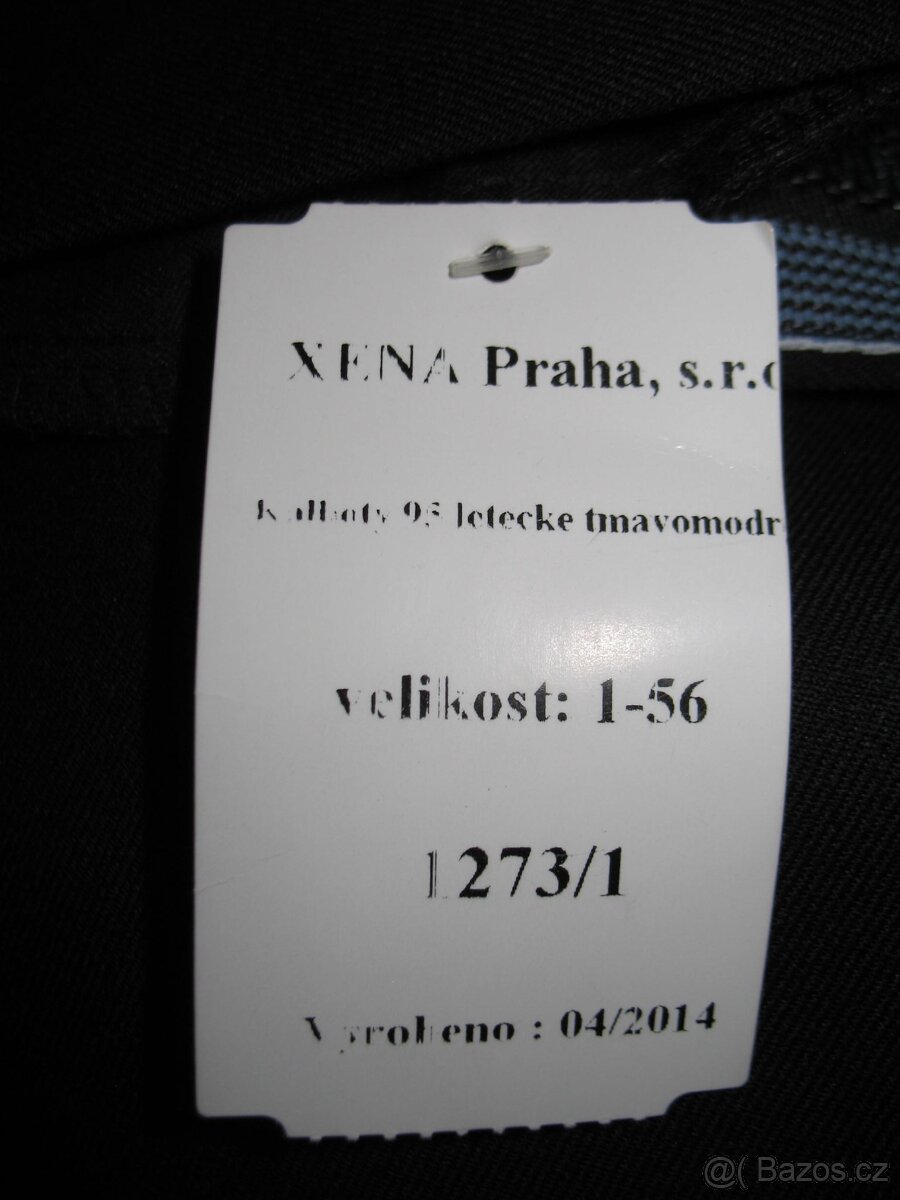 XENA Praha, s.r.o
Kalhoty 95 letecke tmavomodr
velikost: 1-56
1273/1
Vyrobeno : 04/2014
@( Bazos.cz